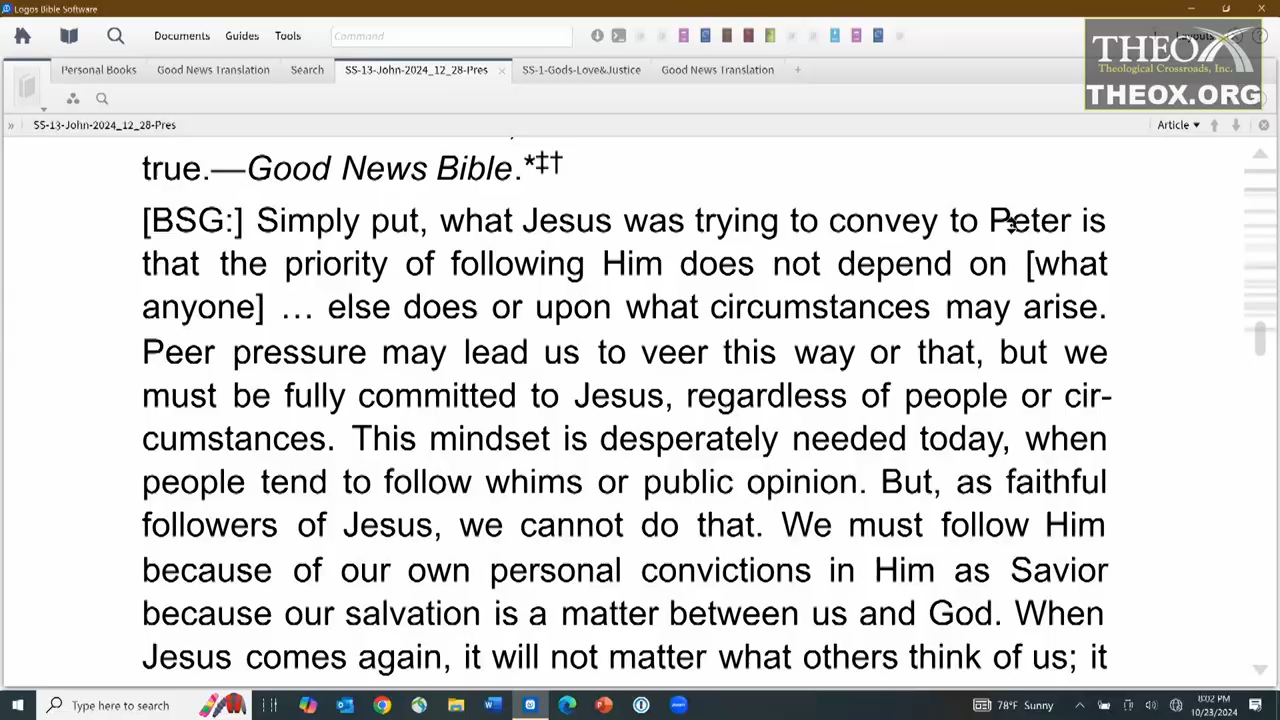 Logos Bible Software
Documents Guides Tools Command Layouts
THEOX
Theological Crossroads, Inc.
THEOX.ORG
Personal Books Good News Translation Search SS-13-John-2024_12_28-Pres SS-1-Gods-Love&Justice Good News Translation
SS-13-John-2024_12_28-Pres Article
true.—Good News Bible.*‡†
[BSG:] Simply put, what Jesus was trying to convey to Peter is
that the priority of following Him does not depend on [what
anyone] … else does or upon what circumstances may arise.
Peer pressure may lead us to veer this way or that, but we
must be fully committed to Jesus, regardless of people or cir-
cumstances. This mindset is desperately needed today, when
people tend to follow whims or public opinion. But, as faithful
followers of Jesus, we cannot do that. We must follow Him
because of our own personal convictions in Him as Savior
because our salvation is a matter between us and God. When
Jesus comes again, it will not matter what others think of us; it
Type here to search 78°F Sunny 8:02 PM
10/23/2024